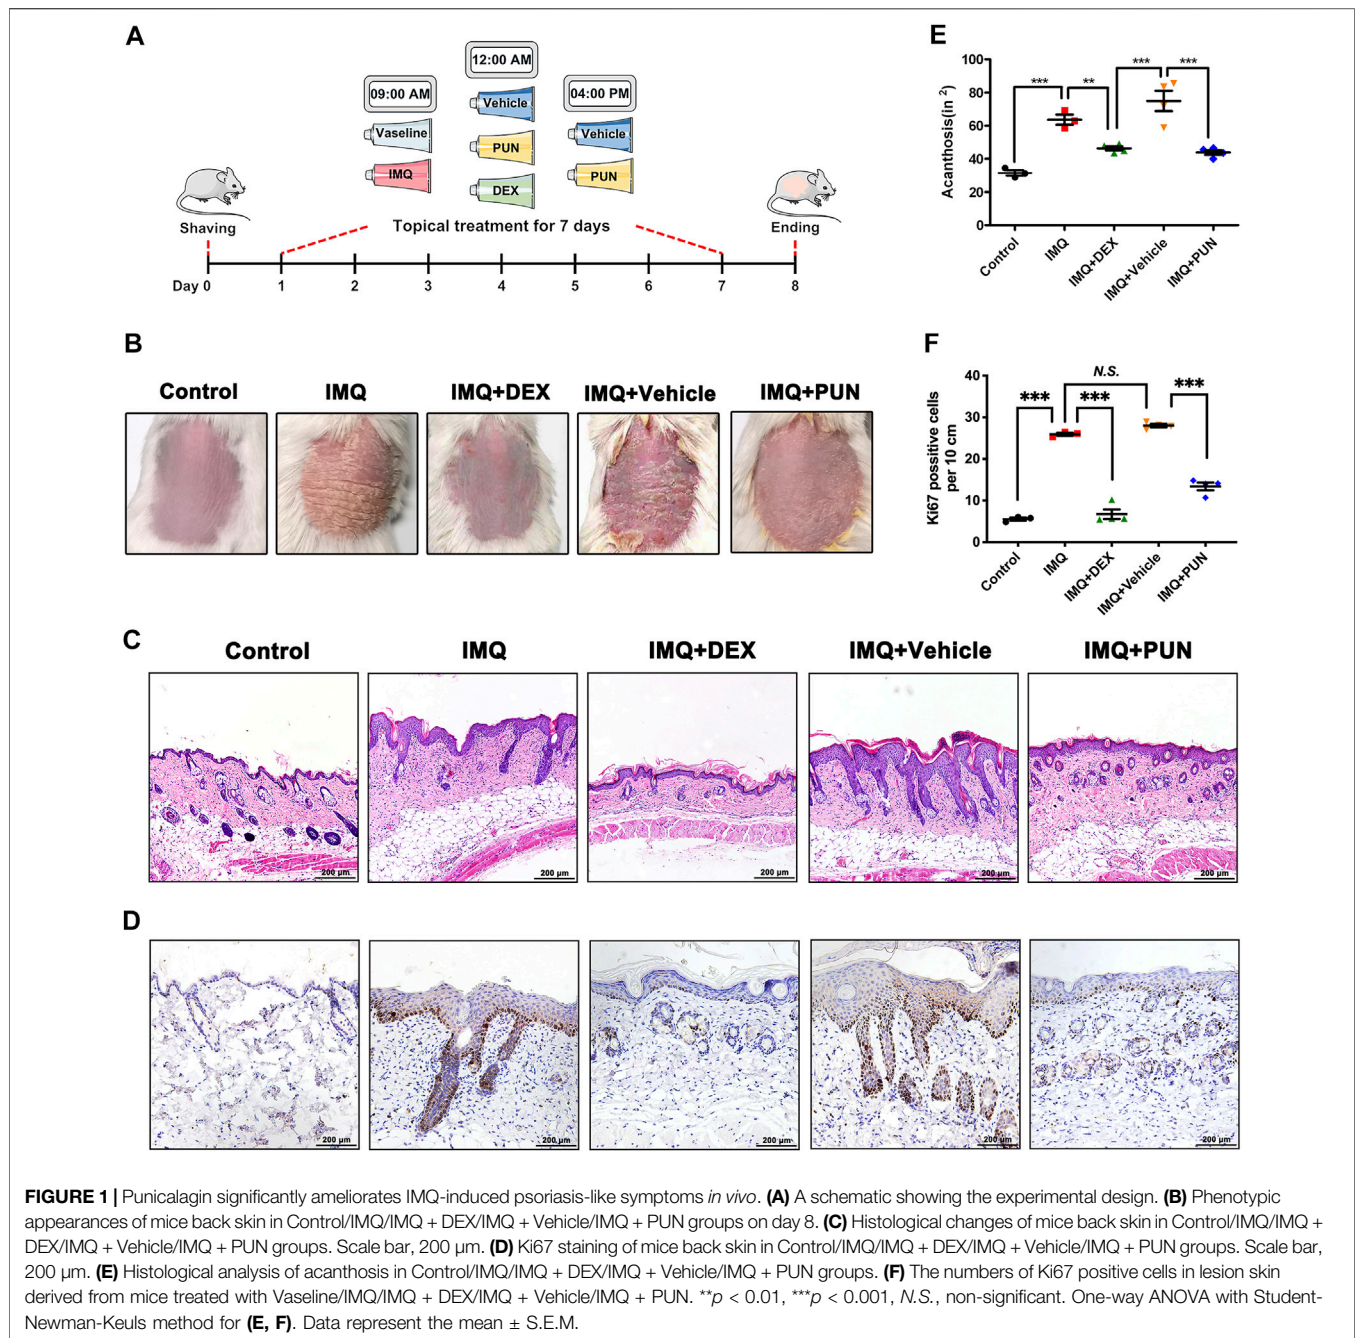 A
09:00 AM
12:00 AM
04:00 PM
Vaseline
IMQ
Vehicle
PUN
DEX
Vehicle
PUN
Shaving
Topical treatment for 7 days
Ending
Day 0 1 2 3 4 5 6 7 8
B
Control IMQ IMQ+DEX IMQ+Vehicle IMQ+PUN
E
Acanthosis(in ²)
100
80
60
40
20
0
*** ** *** ***
Control IMQ IMQ+DEX IMQ+Vehicle IMQ+PUN
F
Ki67 possitive cells
per 10 cm
40
30
20
10
0
*** *** N.S. ***
Control IMQ IMQ+DEX IMQ+Vehicle IMQ+PUN
C
Control IMQ IMQ+DEX IMQ+Vehicle IMQ+PUN
200 µm 200 µm 200 µm 200 µm 200 µm
D
200 µm 200 µm 200 µm 200 µm 200 µm
FIGURE 1 | Punicalagin significantly ameliorates IMQ-induced psoriasis-like symptoms in vivo. (A) A schematic showing the experimental design. (B) Phenotypic
appearances of mice back skin in Control/IMQ/IMQ + DEX/IMQ + Vehicle/IMQ + PUN groups on day 8. (C) Histological changes of mice back skin in Control/IMQ/IMQ +
DEX/IMQ + Vehicle/IMQ + PUN groups. Scale bar, 200 µm. (D) Ki67 staining of mice back skin in Control/IMQ/IMQ + DEX/IMQ + Vehicle/IMQ + PUN groups. Scale bar,
200 µm. (E) Histological analysis of acanthosis in Control/IMQ/IMQ + DEX/IMQ + Vehicle/IMQ + PUN groups. (F) The numbers of Ki67 positive cells in lesion skin
derived from mice treated with Vaseline/IMQ/IMQ + DEX/IMQ + Vehicle/IMQ + PUN. **p < 0.01, ***p < 0.001, N.S., non-significant. One-way ANOVA with Student-
Newman-Keuls method for (E, F). Data represent the mean ± S.E.M.